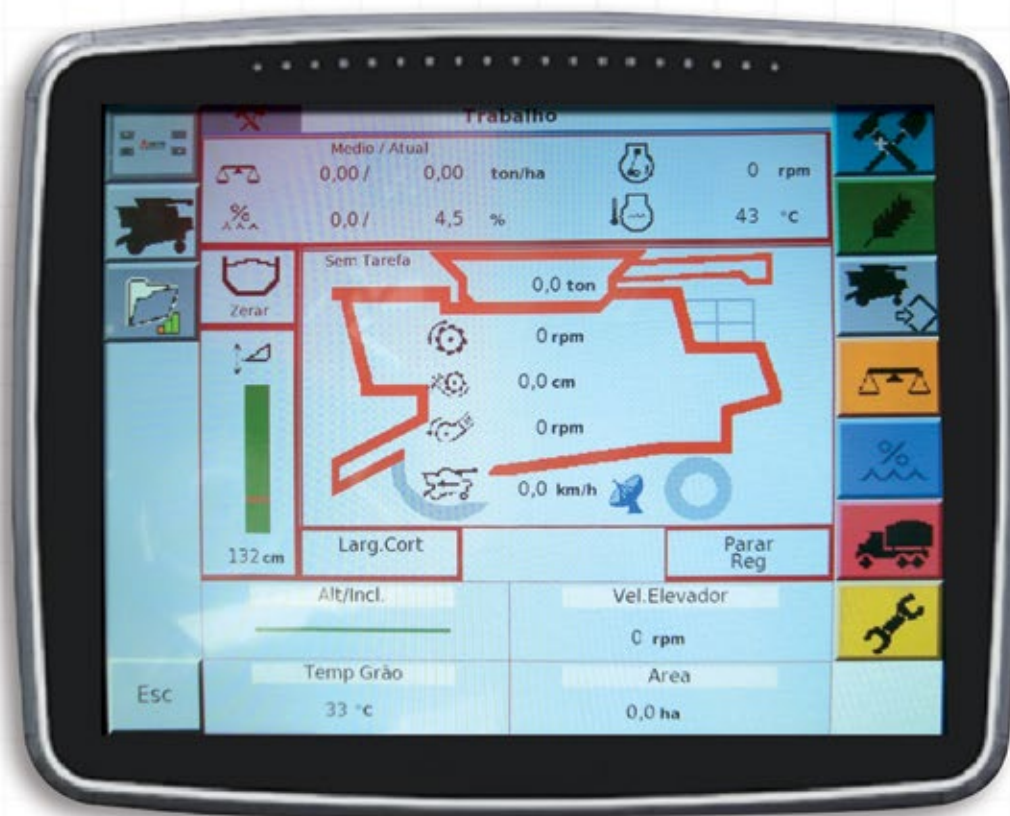 Trabalho
Medio / Atual
0,00 / 0,00 ton/ha 0 rpm
%
0,0 / 4,5 % 43 °C
Sem Tarefa
0,0 ton
Zerar
0 rpm
0,0 cm
0 rpm
0,0 km/h
132 cm
Larg.Cort
Parar
Reg
Alt/Incl.
Vel.Elevador
0 rpm
Temp Grão
Area
33 °C
0,0 ha
Esc
%